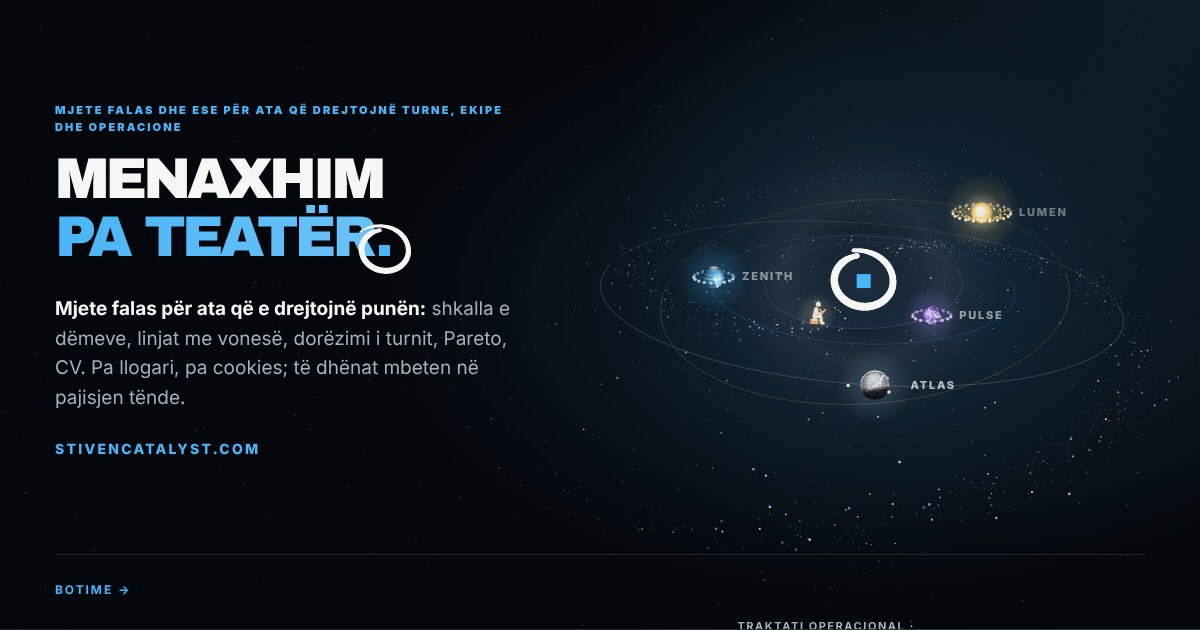 MJETE FALAS DHE ESE PËR ATA QË DREJTOJNË TURNE, EKIPE
DHE OPERACIONE
MENAXHIM
PA TEATËR.
Mjete falas për ata që e drejtojnë punën: shkalla e
dëmeve, linjat me vonesë, dorëzimi i turnit, Pareto,
CV. Pa llogari, pa cookies; të dhënat mbeten në
pajisjen tënde.
STIVENCATALYST.COM
LUMEN
ZENITH
PULSE
ATLAS
BOTIME →
TRAKTATI OPERACIONAL :